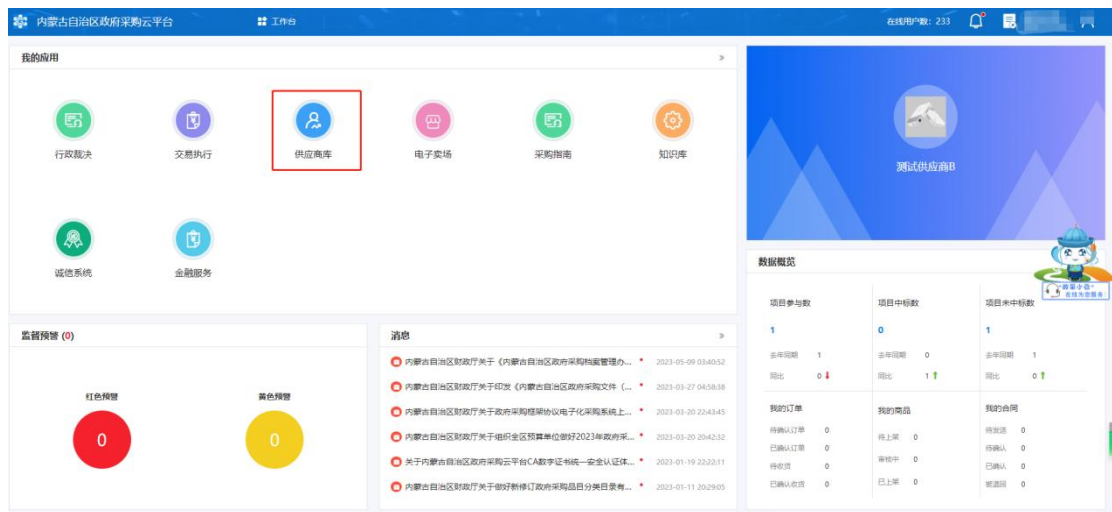 内蒙古自治区政府采购云平台
工作台
在线用户数：233
我的应用
»
行政裁决
交易执行
供应商库
电子卖场
采购指南
知识库
诚信系统
金融服务
测试供应商B
数据概览
在线为您服务
项目参与数
项目中标数
项目未中标数
1
0
1
去年同期 1
去年同期 0
去年同期 1
同比 0
同比 1
同比 0
我的订单
我的商品
我的合同
待确认订单 0
已确认订单 0
待收货 0
已确认收货 0
待上架 0
审核中 0
已上架 0
待发送 0
待确认 0
已确认 0
被退回 0
监督预警 (0)
红色预警
黄色预警
0
0
消息
»
内蒙古自治区财政厅关于《内蒙古自治区政府采购档案管理办... 2023-05-09 03:40:52
内蒙古自治区财政厅关于印发《内蒙古自治区政府采购文件（... 2023-03-27 04:58:38
内蒙古自治区财政厅关于政府采购框架协议电子化采购系统上... 2023-03-20 22:43:45
内蒙古自治区财政厅关于组织全区预算单位做好2023年政府采... 2023-03-20 20:42:32
关于内蒙古自治区政府采购云平台CA数字证书统一安全认证体... 2023-01-19 22:22:11
内蒙古自治区财政厅关于做好新修订政府采购品目分类目录有... 2023-01-11 20:29:05